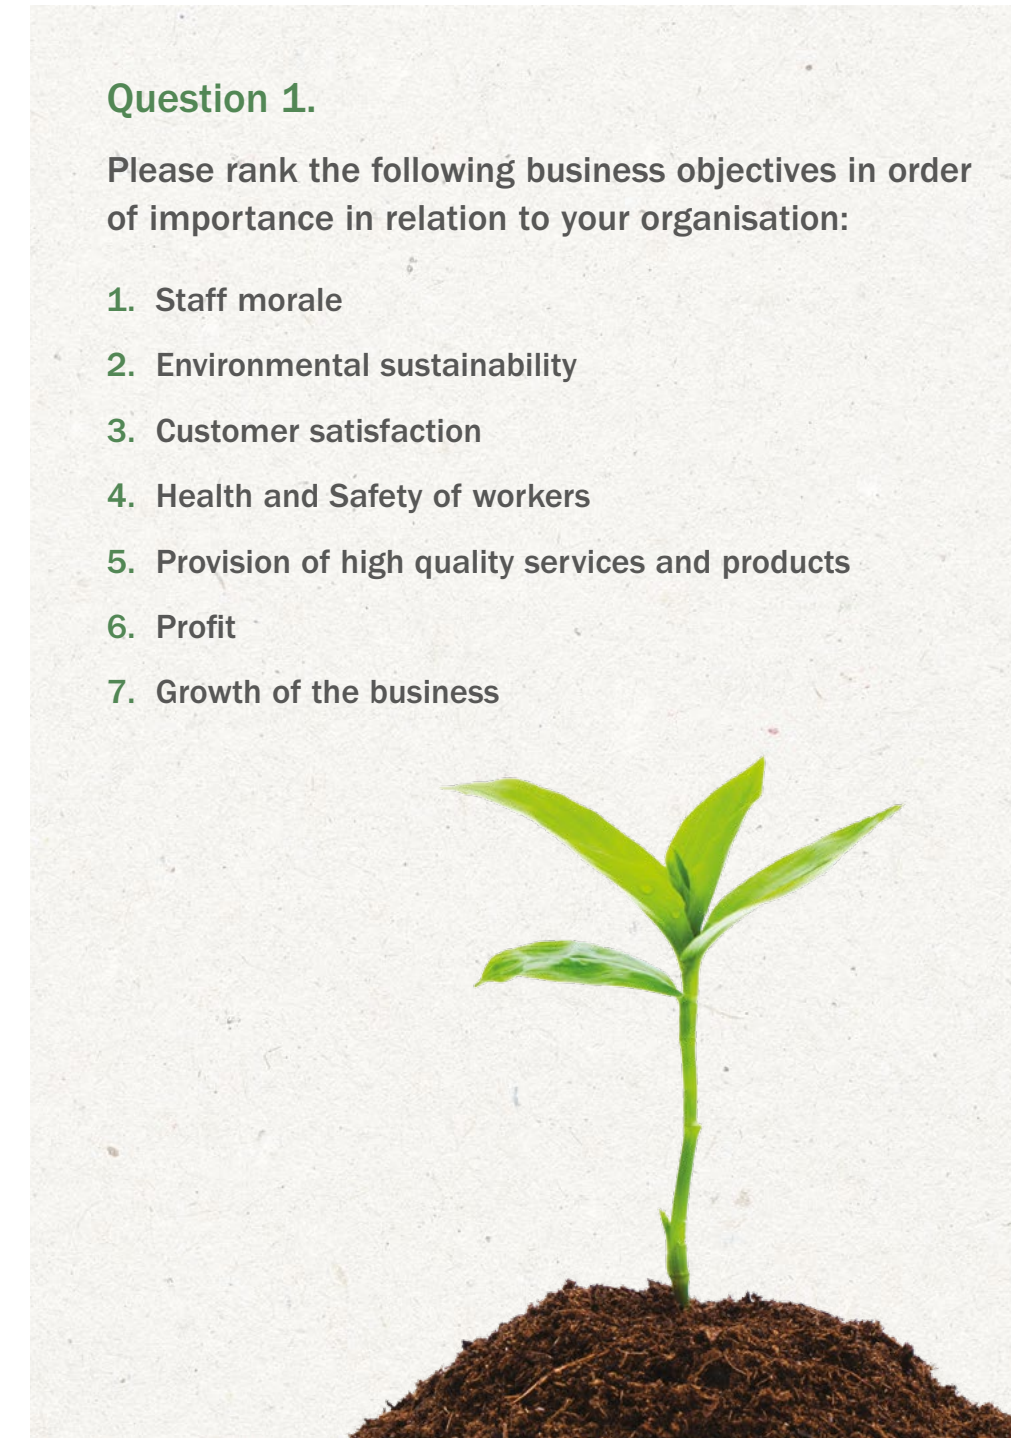 Question 1.
Please rank the following business objectives in order
of importance in relation to your organisation:
1. Staff morale
2. Environmental sustainability
3. Customer satisfaction
4. Health and Safety of workers
5. Provision of high quality services and products
6. Profit
7. Growth of the business